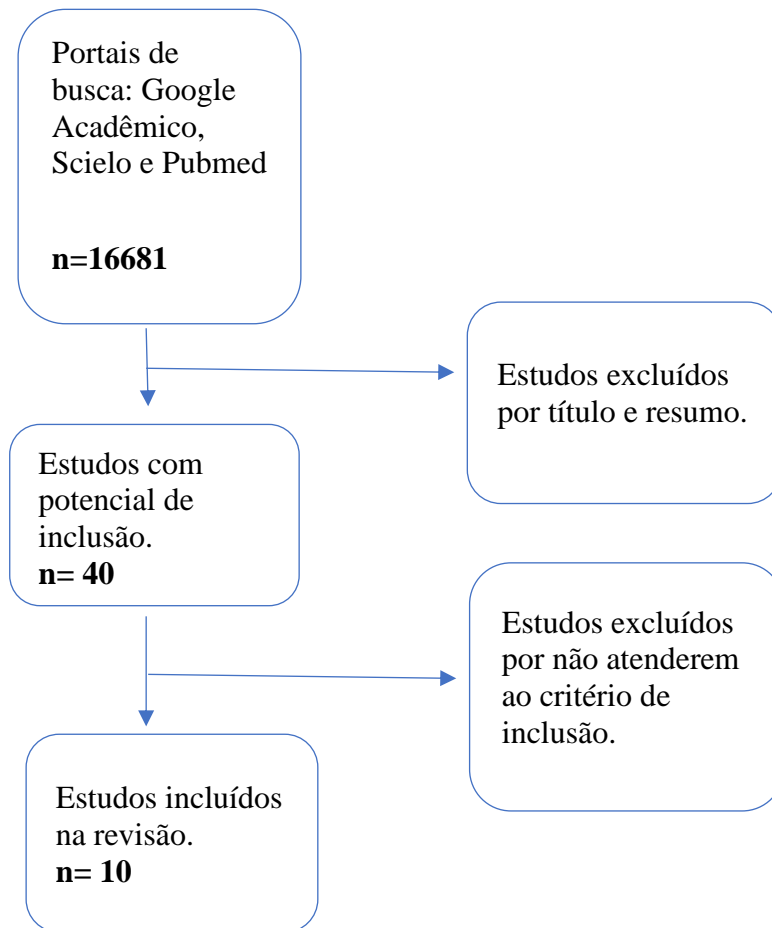 Portais de
busca: Google
Acadêmico,
Scielo e Pubmed
n=16681
Estudos excluídos
por título e resumo.
Estudos com
potencial de
inclusão.
n= 40
Estudos excluídos
por não atenderem
ao critério de
inclusão.
Estudos incluídos
na revisão.
n= 10